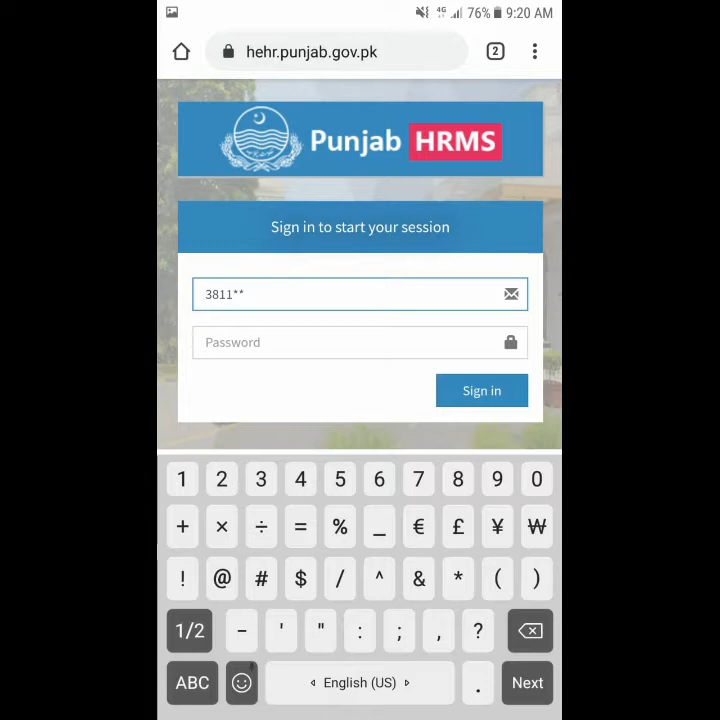 76% 9:20 AM
hehr.punjab.gov.pk 2
Punjab HRMS
Sign in to start your session
3811**
Password
Sign in
1 2 3 4 5 6 7 8 9 0
+ × ÷ = % _ € £ ¥ ₩
! @ # $ / ^ & * ( )
1/2 - ' " : ; , ?
ABC English (US) . Next